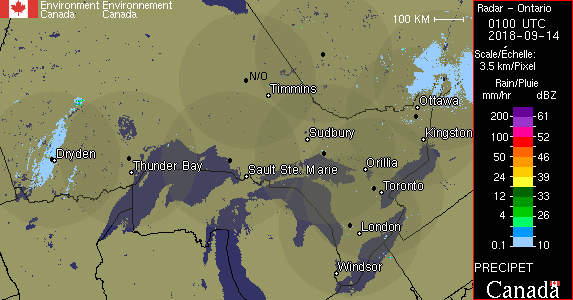 Environment Environnement
Canada Canada
100 KM
N/O
Timmins
Ottawa
Sudbury
Kingston
Dryden
Thunder Bay
Sault Ste. Marie
Orillia
Toronto
London
Windsor
Radar - Ontario
0100 UTC
2018-09-14
Scale/Échelle:
3.5 km/Pixel
Rain/Pluie
mm/hr dBZ
200 61
100 52
50 46
24 39
12 33
4 26
0.1 10
PRECIPET
Canada